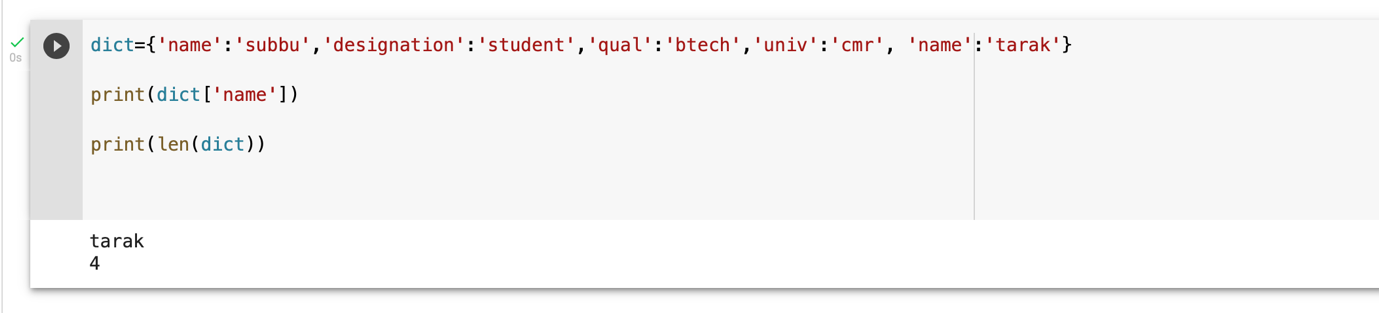 0s
dict={'name':'subbu','designation':'student','qual':'btech','univ':'cmr', 'name':'tarak'}
print(dict['name'])
print(len(dict))
tarak
4